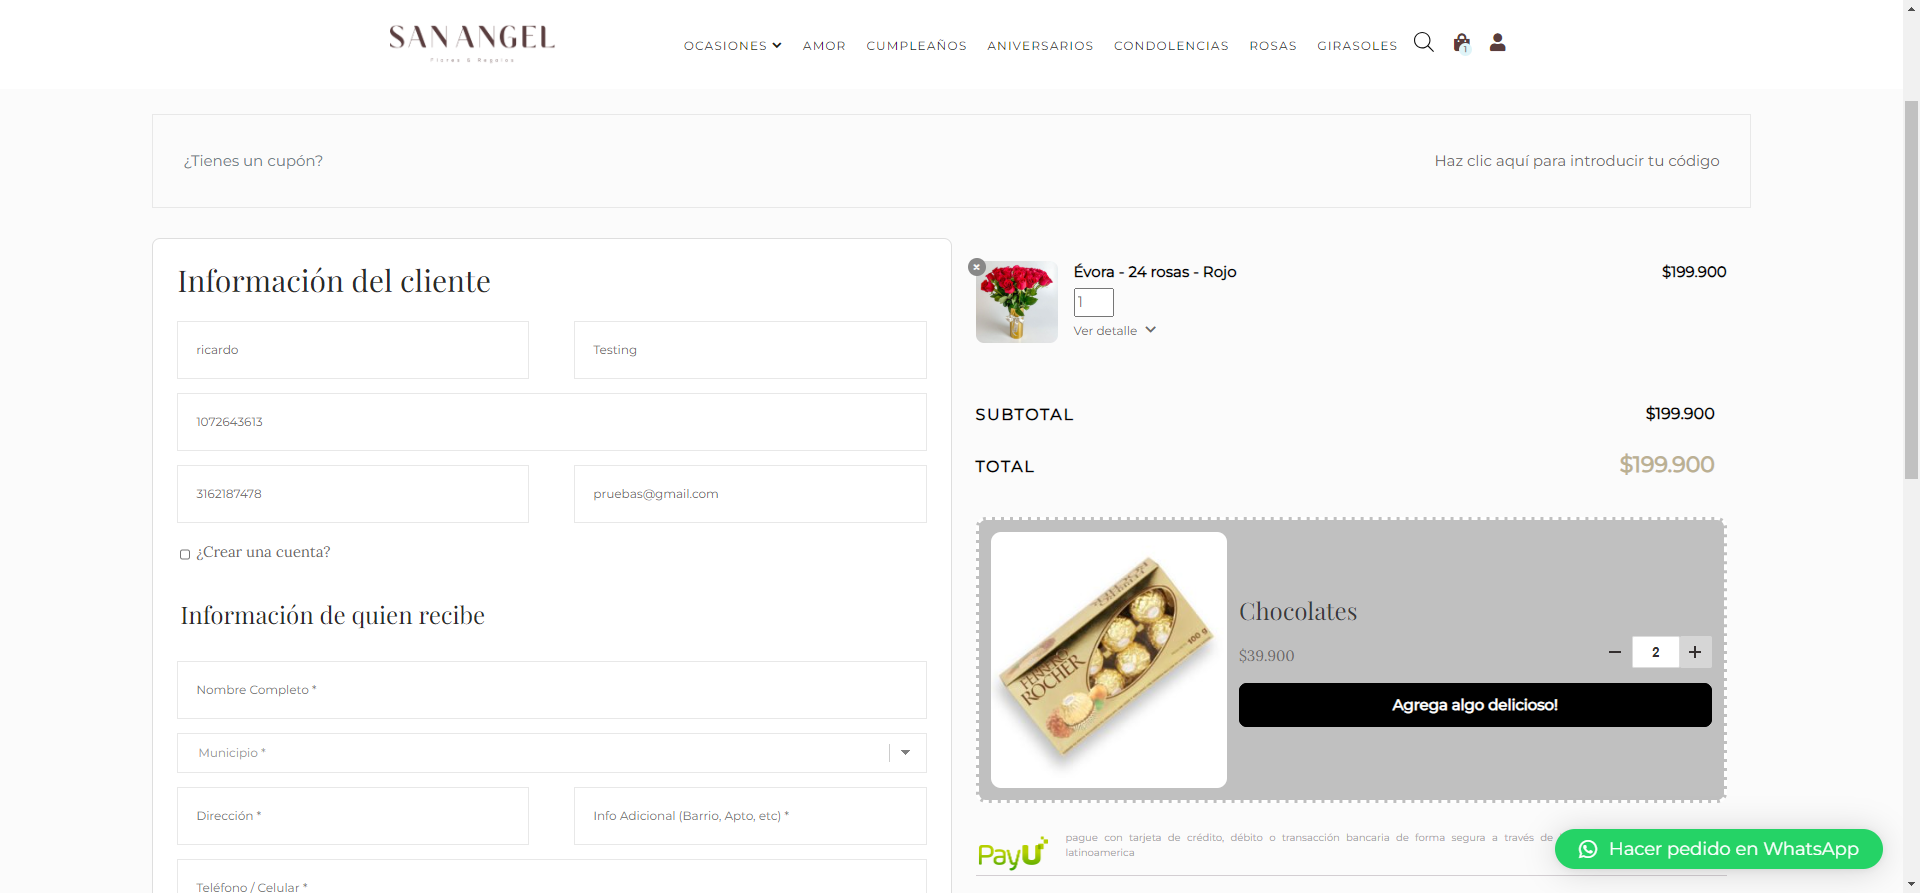 SAN ANGEL
Flores & Regalos
OCASIONES
AMOR
CUMPLEAÑOS
ANIVERSARIOS
CONDOLENCIAS
ROSAS
GIRASOLES
1
¿Tienes un cupón?
Haz clic aquí para introducir tu código
Información del cliente
ricardo
Testing
1072643613
3162187478
pruebas@gmail.com
¿Crear una cuenta?
Información de quien recibe
Nombre Completo *
Municipio *
Dirección *
Info Adicional (Barrio, Apto, etc) *
Teléfono / Celular *
Évora - 24 rosas - Rojo
$199.900
1
Ver detalle
SUBTOTAL
$199.900
TOTAL
$199.900
FERRERO
ROCHER
100 g
Chocolates
$39.900
2
Agrega algo delicioso!
PayU
pague con tarjeta de crédito, débito o transacción bancaria de forma segura a través de
latinoamerica
Hacer pedido en WhatsApp